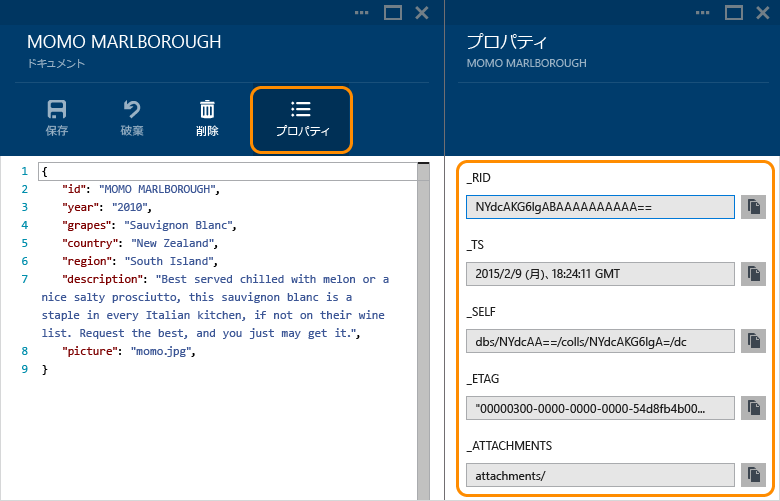 MOMO MARLBOROUGH
ドキュメント
保存
破棄
削除
プロパティ
1 {
2 "id": "MOMO MARLBOROUGH",
3 "year": "2010",
4 "grapes": "Sauvignon Blanc",
5 "country": "New Zealand",
6 "region": "South Island",
7 "description": "Best served chilled with melon or a
nice salty prosciutto, this sauvignon blanc is a
staple in every Italian kitchen, if not on their wine
list. Request the best, and you just may get it.",
8 "picture": "momo.jpg",
9 }
プロパティ
MOMO MARLBOROUGH
_RID
NYdcAKG6IgABAAAAAAAAAA==
_TS
2015/2/9 (月)、18:24:11 GMT
_SELF
dbs/NYdcAA==/colls/NYdcAKG6IgA=/dc
_ETAG
"00000300-0000-0000-0000-54d8fb4b00...
_ATTACHMENTS
attachments/